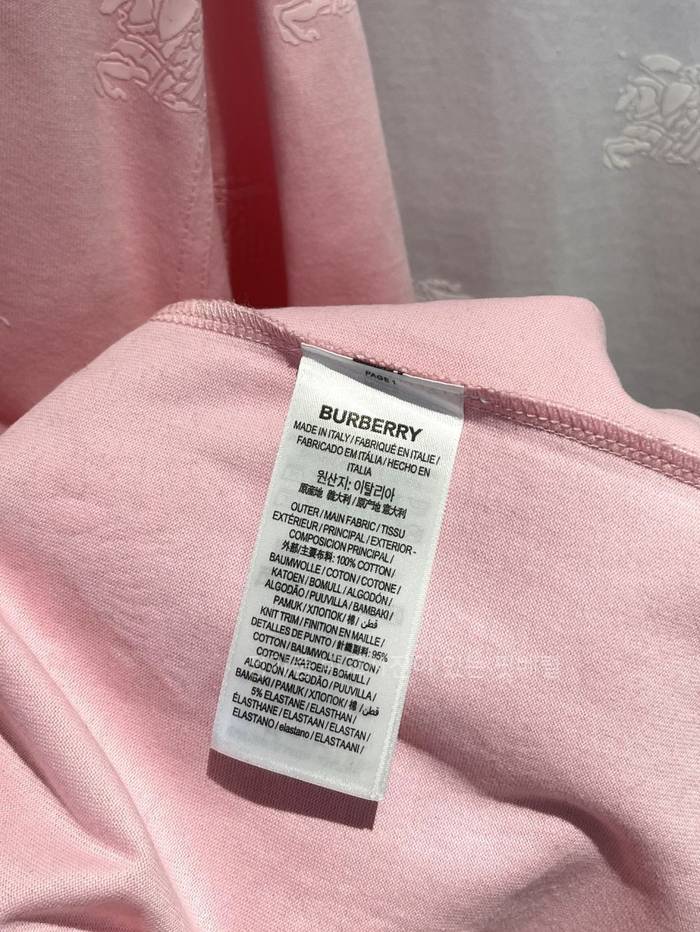 PAGE 1
BURBERRY
MADE IN ITALY / FABRIQUÉ EN ITALIE /
FABRICADO EM ITÁLIA / HECHO EN
ITALIA
원산지: 이탈리아
原産地 義大利 / 原产地 意大利
OUTER / MAIN FABRIC / TISSU
EXTÉRIEUR / PRINCIPAL / EXTERIOR -
COMPOSICION PRINCIPAL /
外部/主要布料: 100% COTTON /
BAUMWOLLE / COTON / COTONE /
KATOEN / BOMULL / ALGODÓN /
ALGODÃO / PUUVILLA / BAMBAKI /
PAMUK / ХЛОПОК/ 棉 / قطن /
KNIT TRIM / FINITION EN MAILLE /
DETALLES DE PUNTO / 針織副料: 95%
COTTON / BAUMWOLLE / COTON /
COTONE / KATOEN / BOMULL /
ALGODÓN / ALGODÃO / PUUVILLA /
BAMBAKI / PAMUK / ХЛОПОК / 棉 / قطن /
5% ELASTANE / ELASTHAN /
ÉLASTHANE / ELASTAAN / ELASTAN /
ELASTANO / elastano / ELASTAANI /